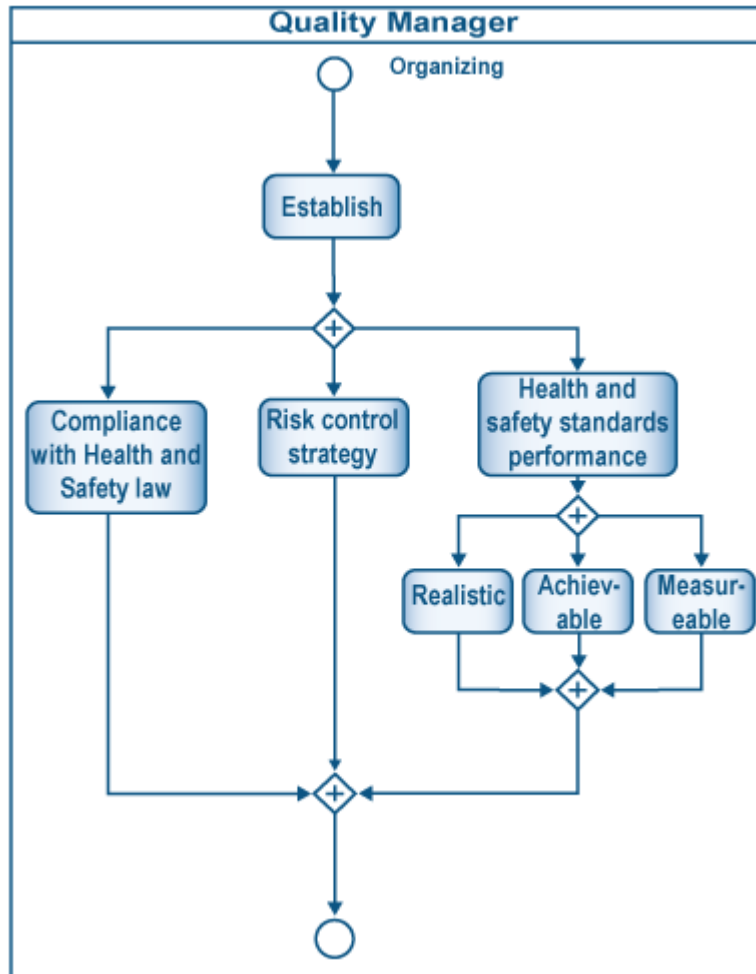 Quality Manager
Organizing
Establish
Compliance
with Health and
Safety law
Risk control
strategy
Health and
safety standards
performance
Realistic
Achiev-
able
Measur-
eable